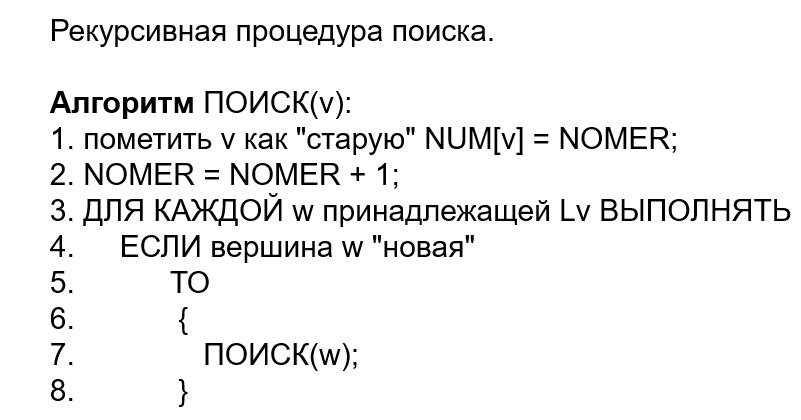 Рекурсивная процедура поиска.
Алгоритм ПОИСК(v):
1. пометить v как "старую" NUM[v] = NOMER;
2. NOMER = NOMER + 1;
3. ДЛЯ КАЖДОЙ w принадлежащей Lv ВЫПОЛНЯТЬ
4. ЕСЛИ вершина w "новая"
5. ТО
6. {
7. ПОИСК(w);
8. }